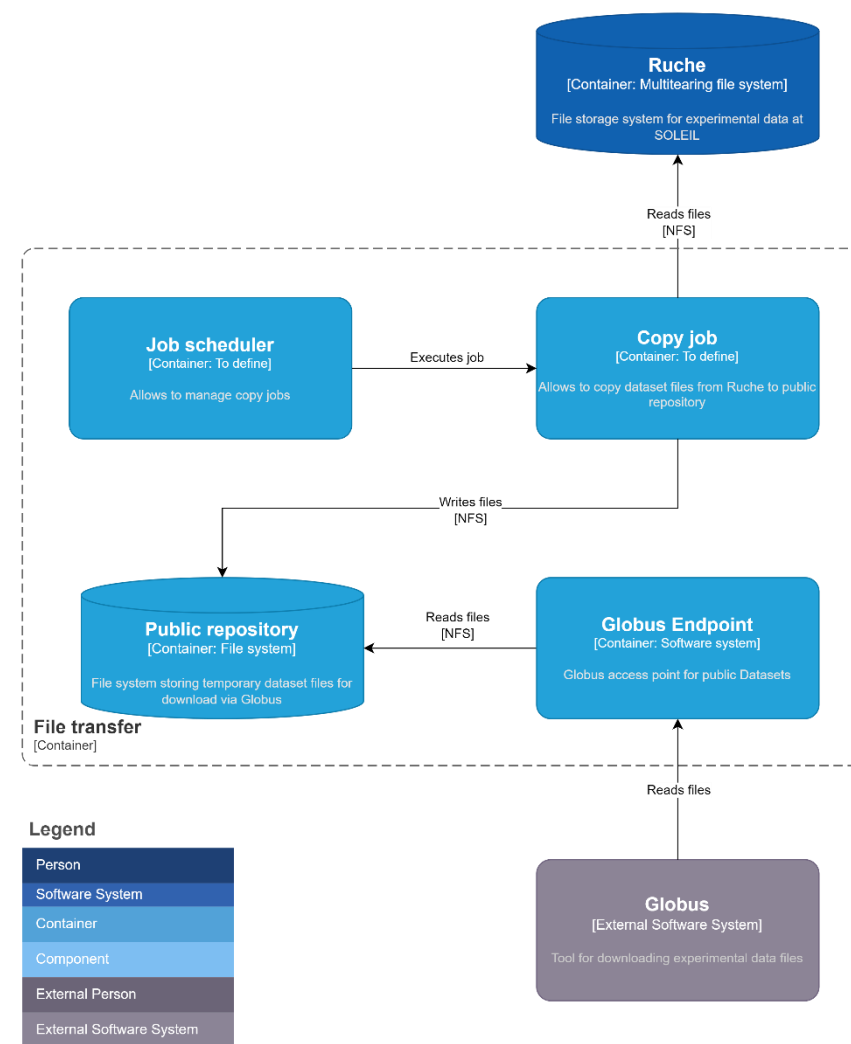 Ruche
[Container: Multitearing file system]
File storage system for experimental data at
SOLEIL
Reads files
[NFS]
Job scheduler
[Container: To define]
Allows to manage copy jobs
Executes job
Copy job
[Container: To define]
Allows to copy dataset files from Ruche to public
repository
Writes files
[NFS]
Public repository
[Container: File system]
File system storing temporary dataset files for
download via Globus
Reads files
[NFS]
Globus Endpoint
[Container: Software system]
Globus access point for public Datasets
File transfer
[Container]
Reads files
Legend
Person
Software System
Container
Component
External Person
External Software System
Globus
[External Software System]
Tool for downloading experimental data files